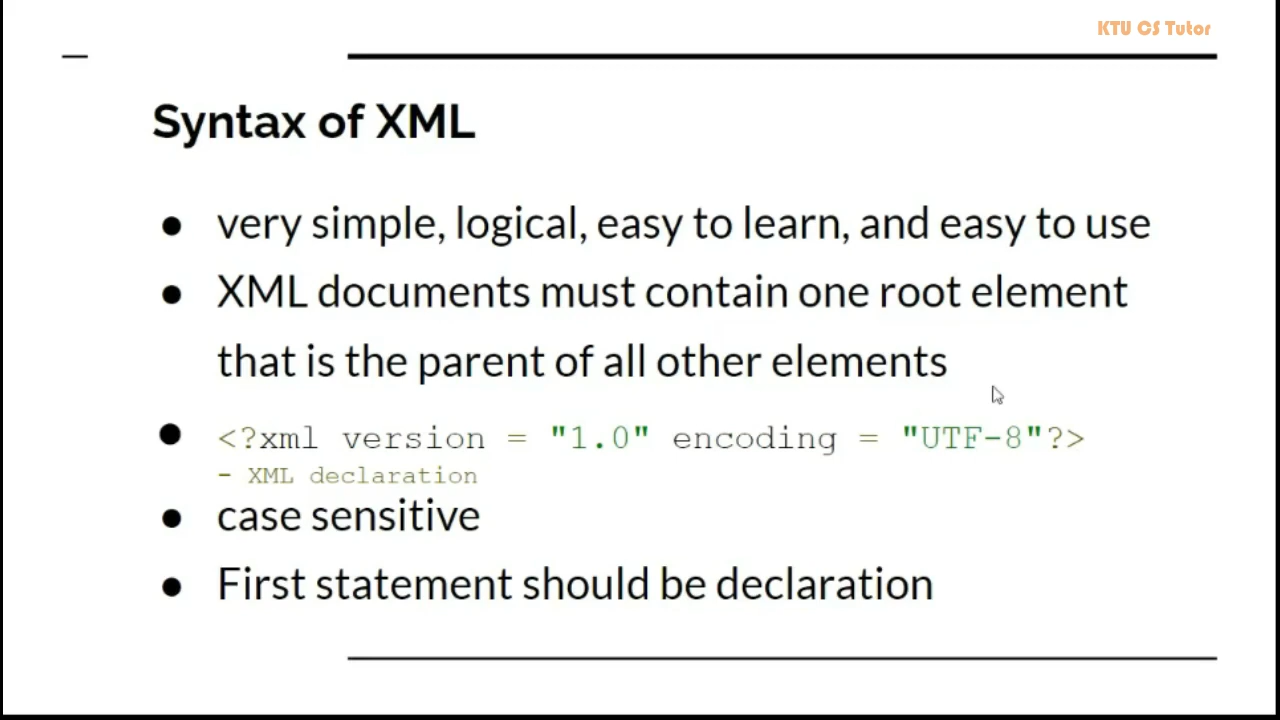 KTU CS Tutor
Syntax of XML
● very simple, logical, easy to learn, and easy to use
● XML documents must contain one root element
that is the parent of all other elements
● <?xml version = "1.0" encoding = "UTF-8"?>
- XML declaration
● case sensitive
● First statement should be declaration